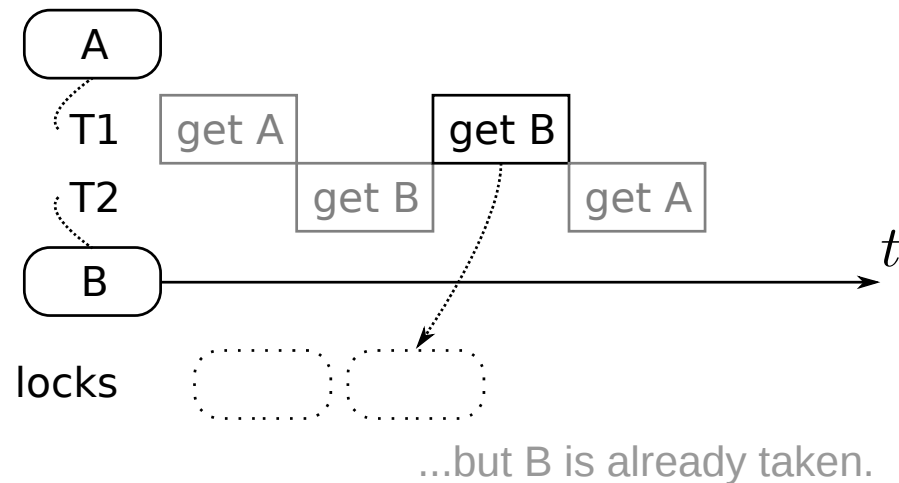 A
T1 get A get B
T2 get B get A
t
B
locks
...but B is already taken.